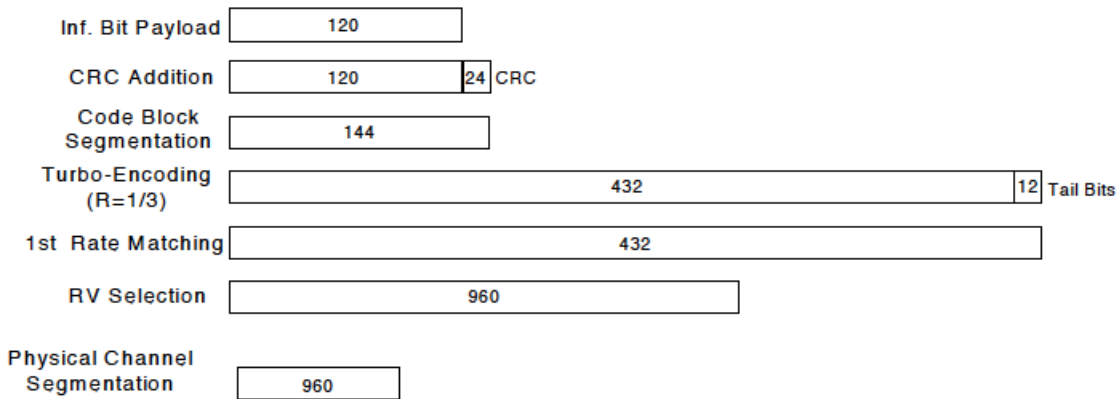 Inf. Bit Payload 120
CRC Addition 120 24 CRC
Code Block
Segmentation 144
Turbo-Encoding
(R=1/3) 432 12 Tail Bits
1st Rate Matching 432
RV Selection 960
Physical Channel
Segmentation 960